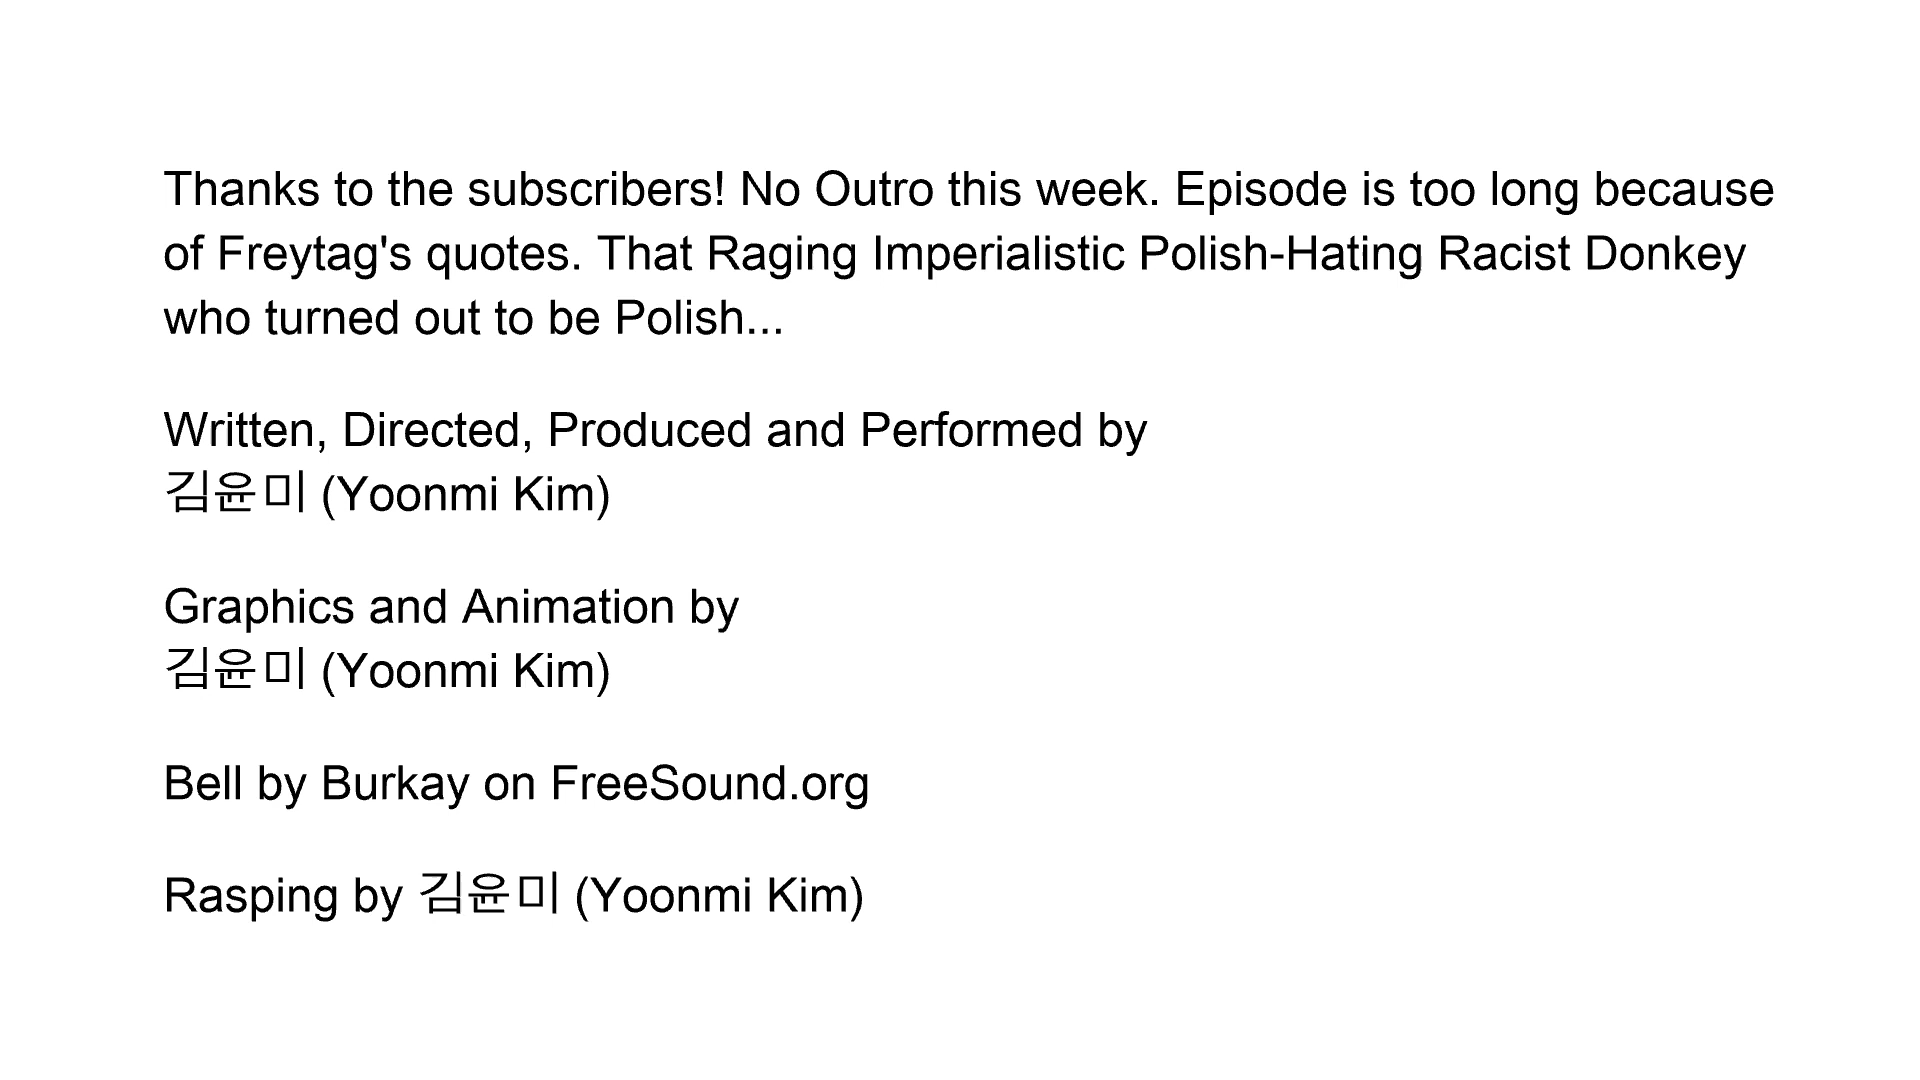 Thanks to the subscribers! No Outro this week. Episode is too long because
of Freytag's quotes. That Raging Imperialistic Polish-Hating Racist Donkey
who turned out to be Polish...
Written, Directed, Produced and Performed by
김윤미 (Yoonmi Kim)
Graphics and Animation by
김윤미 (Yoonmi Kim)
Bell by Burkay on FreeSound.org
Rasping by 김윤미 (Yoonmi Kim)